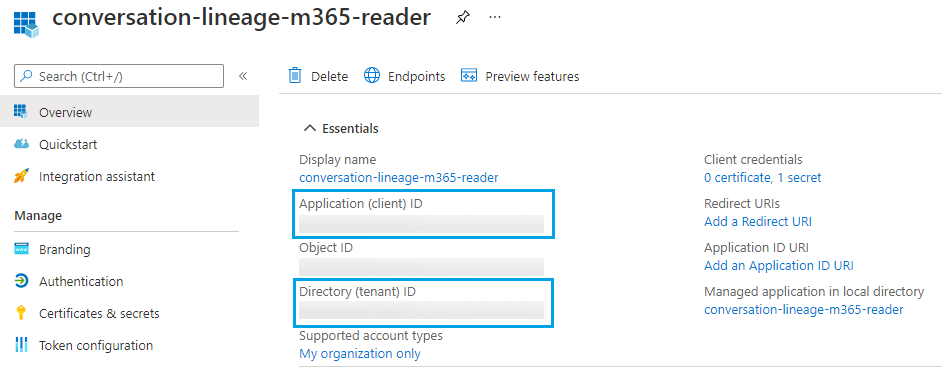 conversation-lineage-m365-reader
Search (Ctrl+/)
Overview
Quickstart
Integration assistant
Manage
Branding
Authentication
Certificates & secrets
Token configuration
Delete
Endpoints
Preview features
Essentials
Display name
conversation-lineage-m365-reader
Application (client) ID
Object ID
Directory (tenant) ID
Supported account types
My organization only
Client credentials
0 certificate, 1 secret
Redirect URIs
Add a Redirect URI
Application ID URI
Add an Application ID URI
Managed application in local directory
conversation-lineage-m365-reader